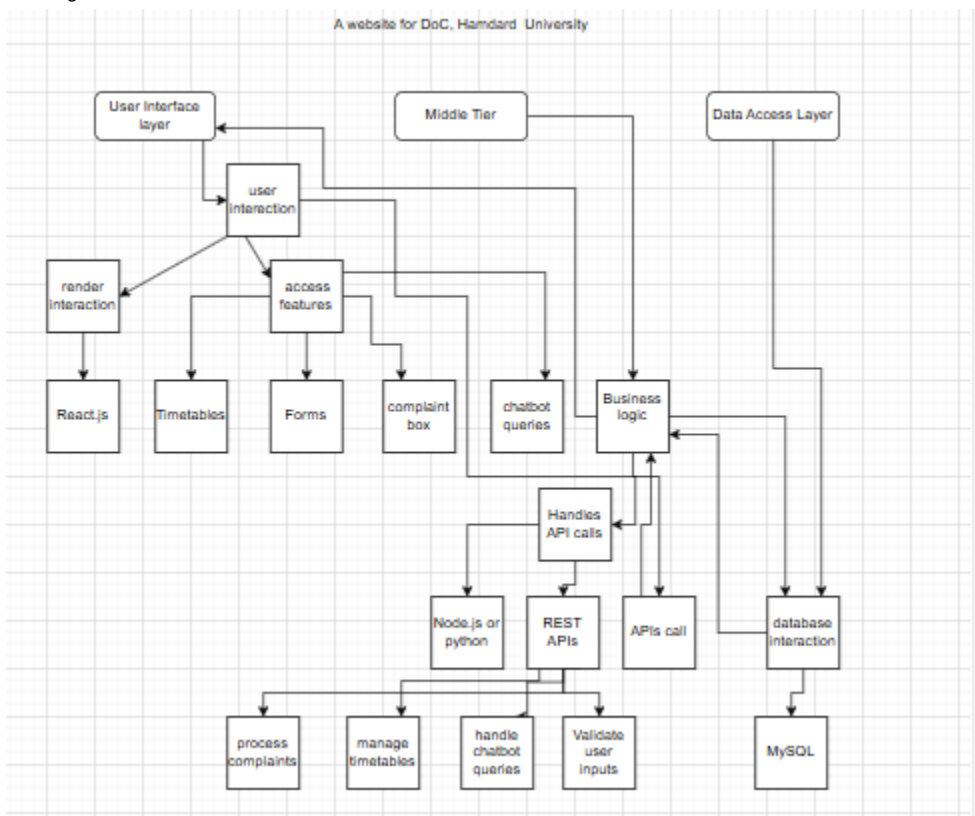 A website for DoC, Hamdard University
User Interface
layer
Middle Tier
Data Access Layer
user
interection
render
interaction
access
features
React.js
Timetables
Forms
complaint
box
chatbot
queries
Business
logic
Handles
API calls
Node.js or
python
REST
APIs
APIs call
database
interaction
process
complaints
manage
timetables
handle
chatbot
queries
Validate
user
inputs
MySQL